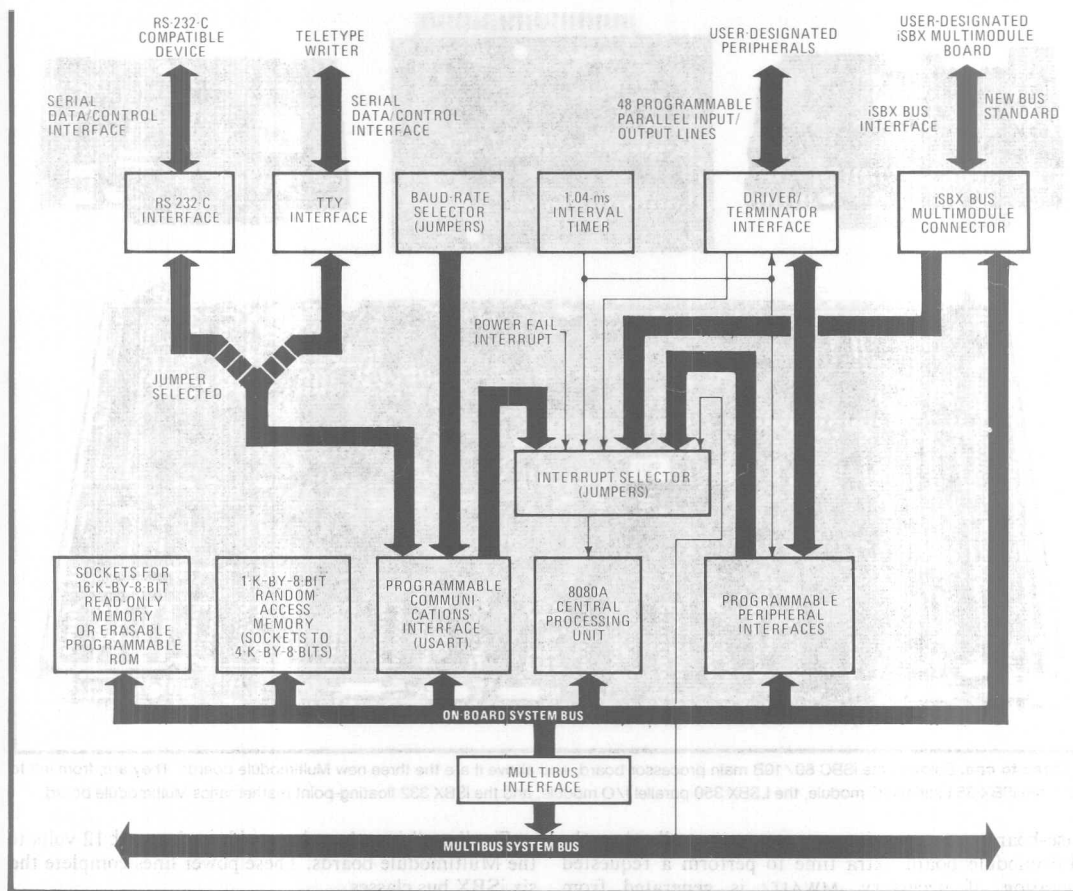 RS-232-C
COMPATIBLE
DEVICE
TELETYPE
WRITER
USER-DESIGNATED
PERIPHERALS
USER-DESIGNATED
iSBX MULTIMODULE
BOARD
SERIAL
DATA/CONTROL
INTERFACE
SERIAL
DATA/CONTROL
INTERFACE
48 PROGRAMMABLE
PARALLEL INPUT/
OUTPUT LINES
iSBX BUS
INTERFACE
NEW BUS
STANDARD
RS 232-C
INTERFACE
TTY
INTERFACE
BAUD-RATE
SELECTOR
(JUMPERS)
1.04-ms
INTERVAL
TIMER
DRIVER/
TERMINATOR
INTERFACE
iSBX BUS
MULTIMODULE
CONNECTOR
POWER FAIL
INTERRUPT
JUMPER
SELECTED
INTERRUPT SELECTOR
(JUMPERS)
SOCKETS FOR
16-K-BY-8-BIT
READ-ONLY
MEMORY
OR ERASABLE
PROGRAMMABLE
ROM
1-K-BY-8-BIT
RANDOM
ACCESS
MEMORY
(SOCKETS TO
4-K-BY-8-BITS)
PROGRAMMABLE
COMMUNI
CATIONS
INTERFACE
(USART)
8080A
CENTRAL
PROCESSING
UNIT
PROGRAMMABLE
PERIPHERAL
INTERFACES
ON-BOARD SYSTEM BUS
MULTIBUS
INTERFACE
MULTIBUS SYSTEM BUS